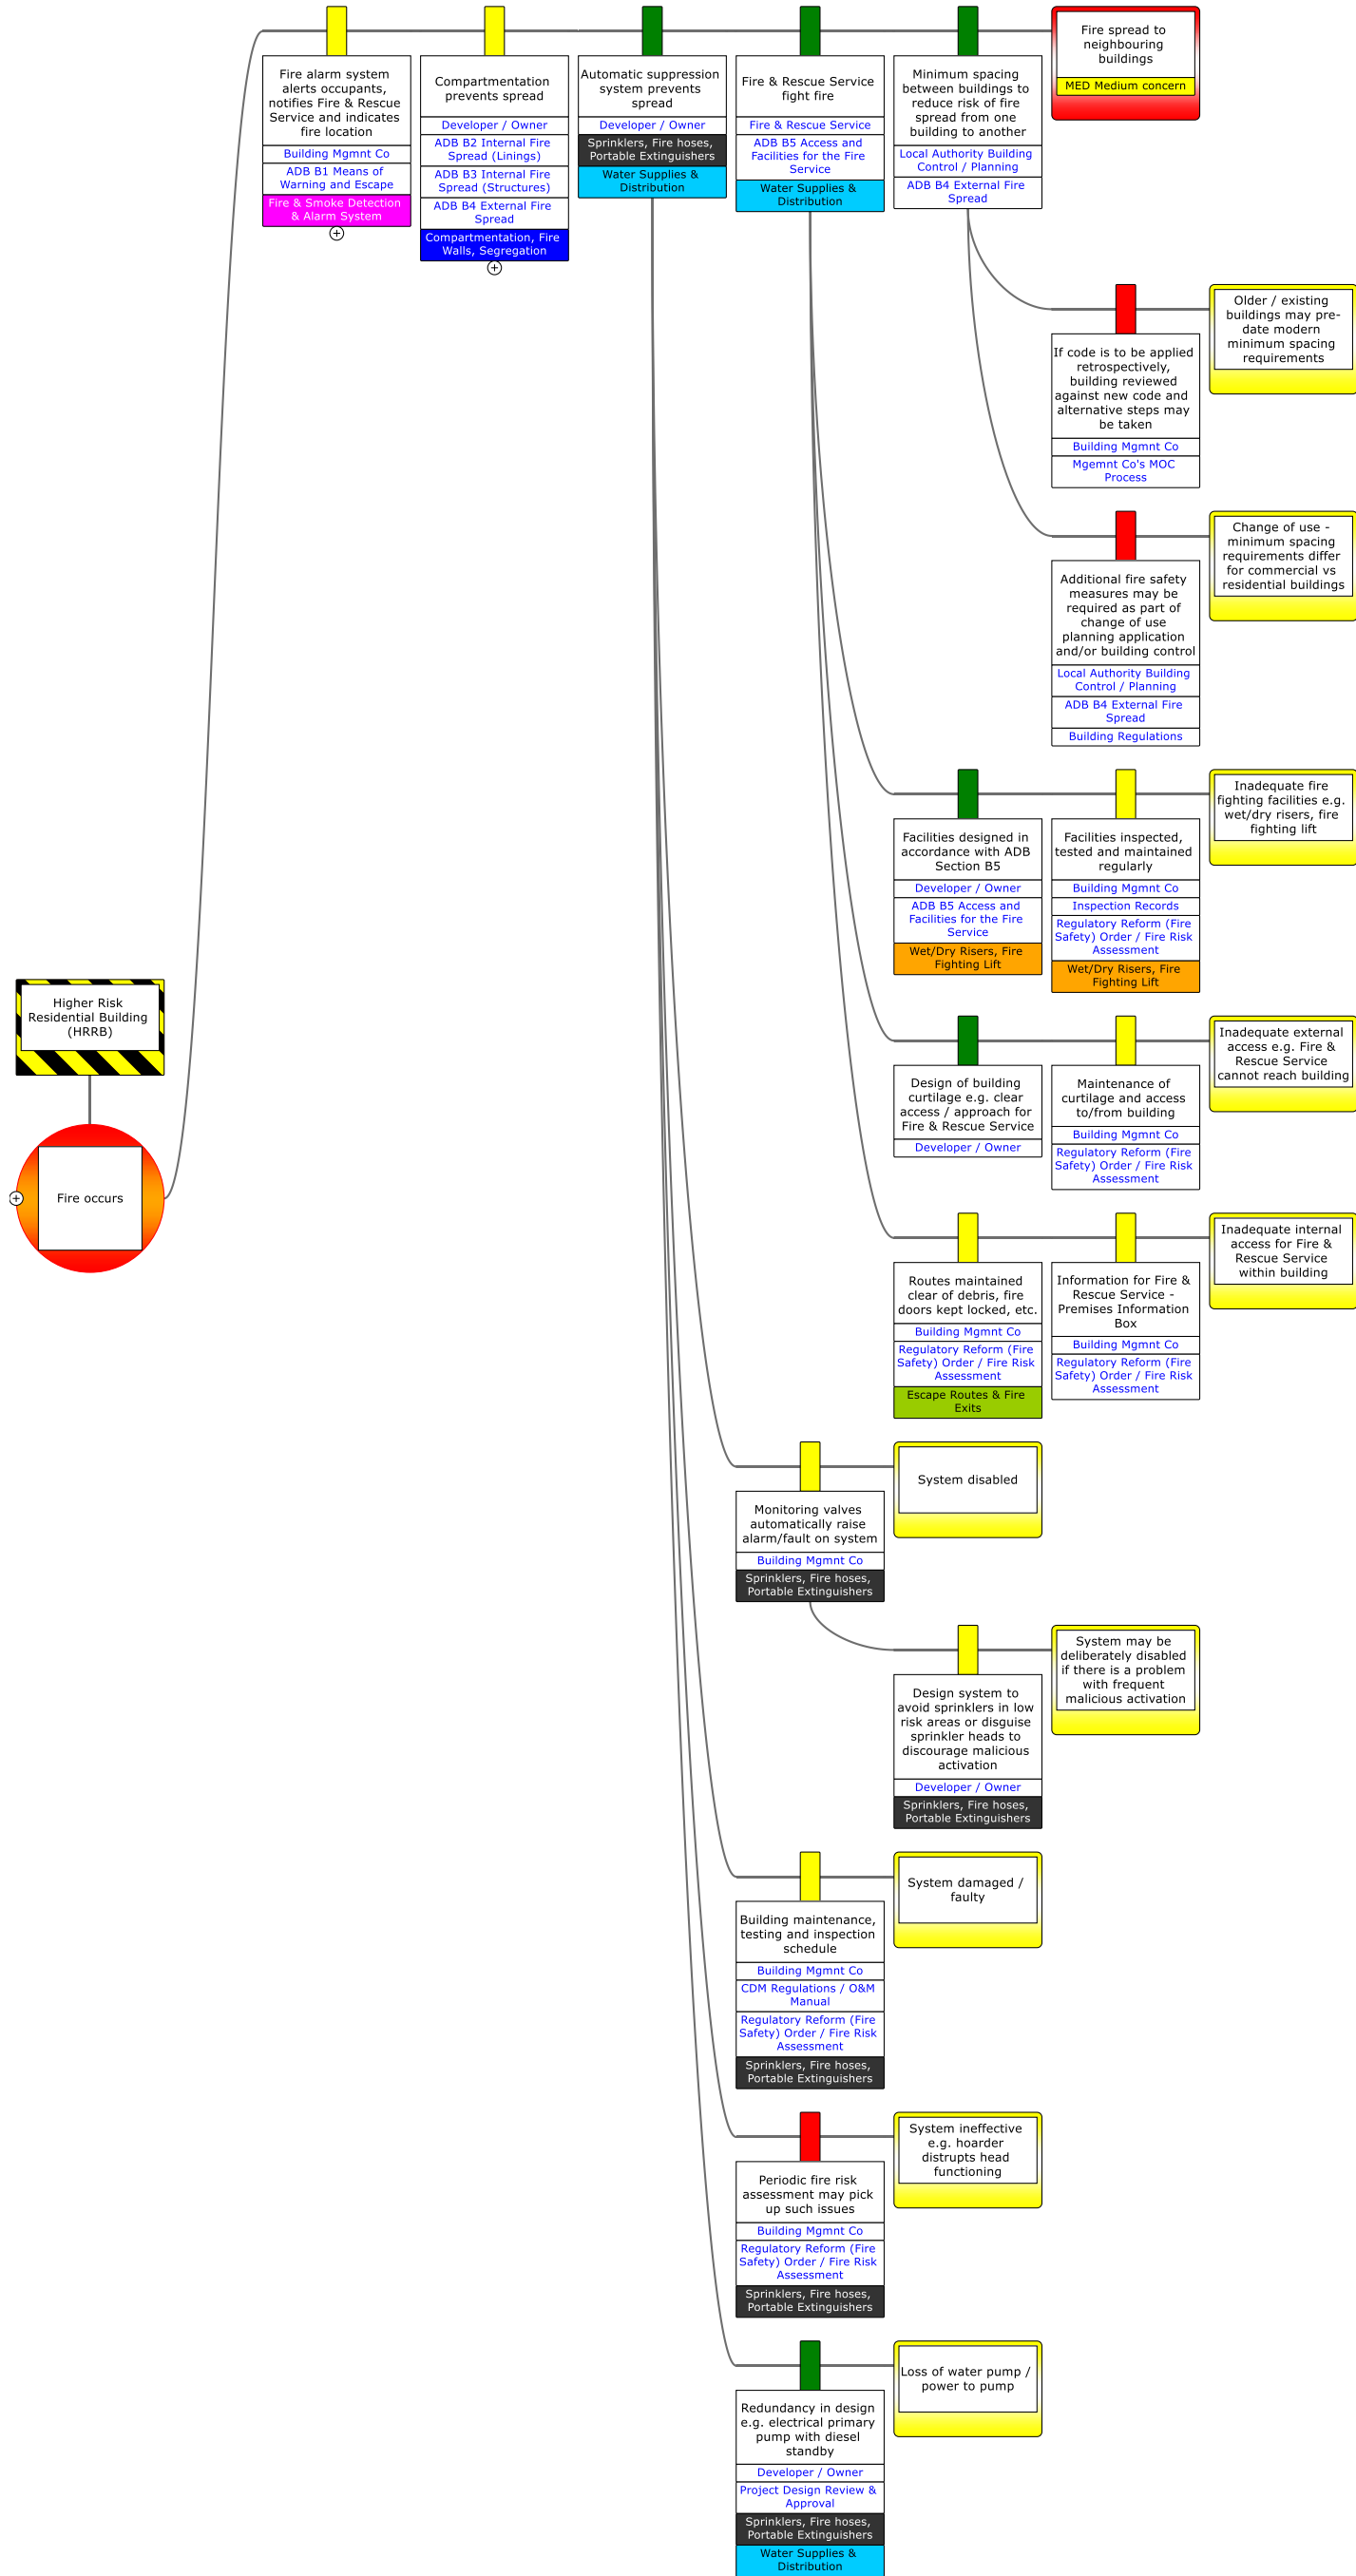 Fire alarm system
alerts occupants,
notifies Fire & Rescue
Service and indicates
fire location
Building Mgmnt Co
ADB B1 Means of
Warning and Escape
Fire & Smoke Detection
& Alarm System
Compartmentation
prevents spread
Developer / Owner
ADB B2 Internal Fire
Spread (Linings)
ADB B3 Internal Fire
Spread (Structures)
ADB B4 External Fire
Spread
Compartmentation, Fire
Walls, Segregation
Automatic suppression
system prevents
spread
Developer / Owner
Sprinklers, Fire hoses,
Portable Extinguishers
Water Supplies &
Distribution
Fire & Rescue Service
fight fire
Fire & Rescue Service
ADB B5 Access and
Facilities for the Fire
Service
Water Supplies &
Distribution
Minimum spacing
between buildings to
reduce risk of fire
spread from one
building to another
Local Authority Building
Control / Planning
ADB B4 External Fire
Spread
Fire spread to
neighbouring
buildings
MED Medium concern
If code is to be applied
retrospectively,
building reviewed
against new code and
alternative steps may
be taken
Building Mgmnt Co
Mgemnt Co's MOC
Process
Older / existing
buildings may pre-
date modern
minimum spacing
requirements
Additional fire safety
measures may be
required as part of
change of use
planning application
and/or building control
Local Authority Building
Control / Planning
ADB B4 External Fire
Spread
Building Regulations
Change of use -
minimum spacing
requirements differ
for commercial vs
residential buildings
Facilities designed in
accordance with ADB
Section B5
Developer / Owner
ADB B5 Access and
Facilities for the Fire
Service
Wet/Dry Risers, Fire
Fighting Lift
Facilities inspected,
tested and maintained
regularly
Building Mgmnt Co
Inspection Records
Regulatory Reform (Fire
Safety) Order / Fire Risk
Assessment
Wet/Dry Risers, Fire
Fighting Lift
Inadequate fire
fighting facilities e.g.
wet/dry risers, fire
fighting lift
Higher Risk
Residential Building
(HRRB)
Fire occurs
Design of building
curtilage e.g. clear
access / approach for
Fire & Rescue Service
Developer / Owner
Maintenance of
curtilage and access
to/from building
Building Mgmnt Co
Regulatory Reform (Fire
Safety) Order / Fire Risk
Assessment
Inadequate external
access e.g. Fire &
Rescue Service
cannot reach building
Routes maintained
clear of debris, fire
doors kept locked, etc.
Building Mgmnt Co
Regulatory Reform (Fire
Safety) Order / Fire Risk
Assessment
Escape Routes & Fire
Exits
Information for Fire &
Rescue Service -
Premises Information
Box
Building Mgmnt Co
Regulatory Reform (Fire
Safety) Order / Fire Risk
Assessment
Inadequate internal
access for Fire &
Rescue Service
within building
Monitoring valves
automatically raise
alarm/fault on system
Building Mgmnt Co
Sprinklers, Fire hoses,
Portable Extinguishers
System disabled
Design system to
avoid sprinklers in low
risk areas or disguise
sprinkler heads to
discourage malicious
activation
Developer / Owner
Sprinklers, Fire hoses,
Portable Extinguishers
System may be
deliberately disabled
if there is a problem
with frequent
malicious activation
Building maintenance,
testing and inspection
schedule
Building Mgmnt Co
CDM Regulations / O&M
Manual
Regulatory Reform (Fire
Safety) Order / Fire Risk
Assessment
Sprinklers, Fire hoses,
Portable Extinguishers
System damaged /
faulty
Periodic fire risk
assessment may pick
up such issues
Building Mgmnt Co
Regulatory Reform (Fire
Safety) Order / Fire Risk
Assessment
Sprinklers, Fire hoses,
Portable Extinguishers
System ineffective
e.g. hoarder
distrupts head
functioning
Redundancy in design
e.g. electrical primary
pump with diesel
standby
Developer / Owner
Project Design Review &
Approval
Sprinklers, Fire hoses,
Portable Extinguishers
Water Supplies &
Distribution
Loss of water pump /
power to pump